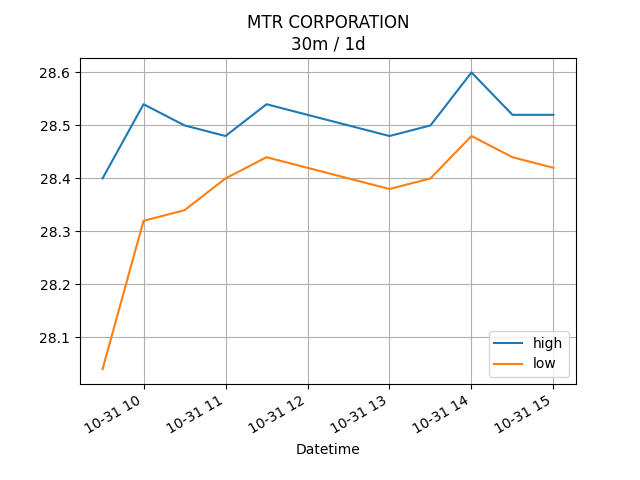 MTR CORPORATION
30m / 1d
28.6
28.5
28.4
28.3
28.2
28.1
high
low
10-31 10
10-31 11
10-31 12
10-31 13
10-31 14
10-31 15
Datetime